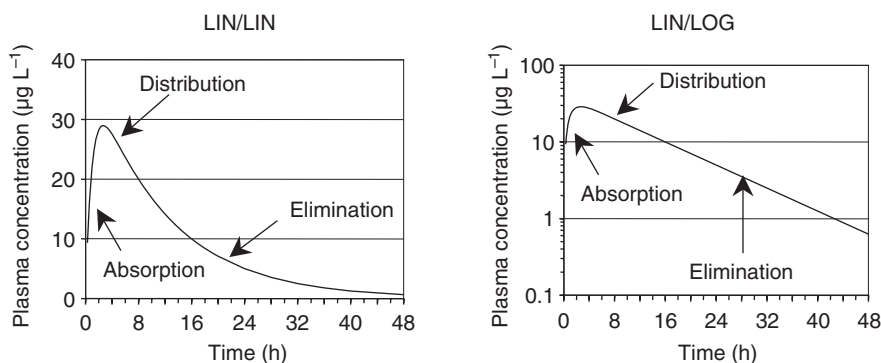 LIN/LIN
Plasma concentration (µg L⁻¹)
40
30
20
10
0
Distribution
Elimination
Absorption
0 8 16 24 32 40 48
Time (h)
LIN/LOG
Plasma concentration (µg L⁻¹)
100
10
1
0.1
Distribution
Absorption
Elimination
0 8 16 24 32 40 48
Time (h)